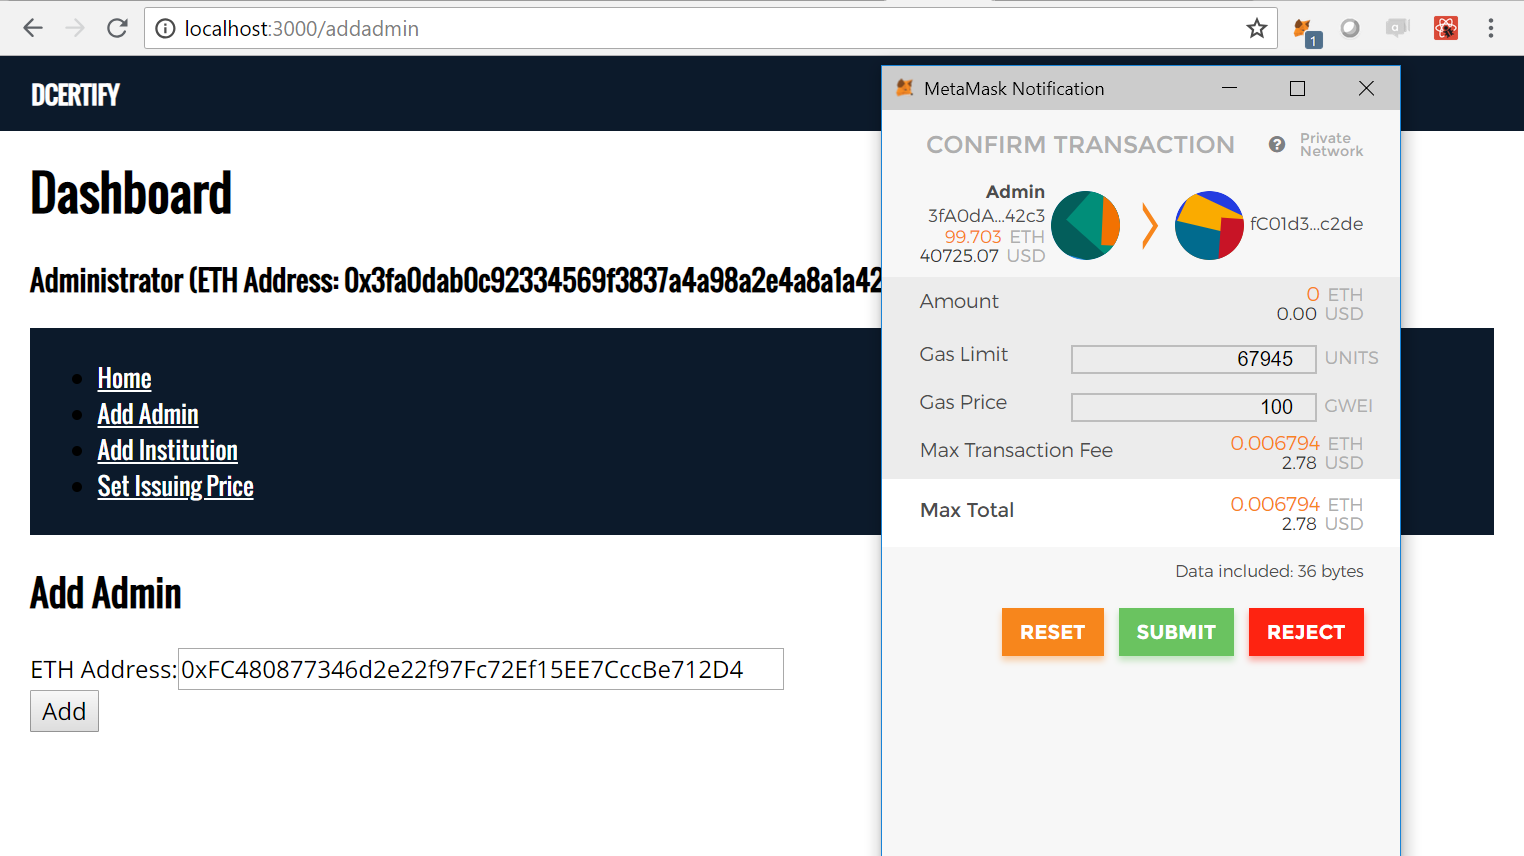 localhost:3000/addadmin
1
DCERTIFY
Dashboard
Administrator (ETH Address: 0x3fa0dab0c92334569f3837a4a98a2e4a8a1a42
Home
Add Admin
Add Institution
Set Issuing Price
Add Admin
ETH Address: 0xFC480877346d2e22f97Fc72Ef15EE7CccBe712D4
Add
MetaMask Notification
CONFIRM TRANSACTION
Private
Network
Admin
3fA0dA...42c3
99.703 ETH
40725.07 USD
fC01d3...c2de
Amount
0 ETH
0.00 USD
Gas Limit
67945 UNITS
Gas Price
100 GWEI
Max Transaction Fee
0.006794 ETH
2.78 USD
Max Total
0.006794 ETH
2.78 USD
Data included: 36 bytes
RESET
SUBMIT
REJECT